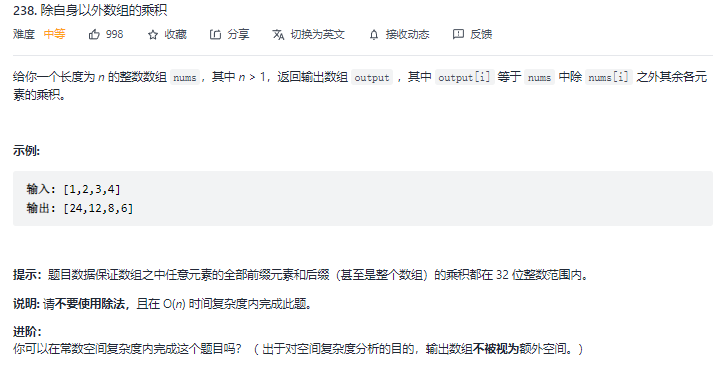 238. 除自身以外数组的乘积
难度 中等 998 收藏 分享 切换为英文 接收动态 反馈
给你一个长度为 n 的整数数组 nums，其中 n > 1，返回输出数组 output ，其中 output[i] 等于 nums 中除 nums[i] 之外其余各元
素的乘积。
示例:
输入: [1,2,3,4]
输出: [24,12,8,6]
提示：题目数据保证数组之中任意元素的全部前缀元素和后缀（甚至是整个数组）的乘积都在 32 位整数范围内。
说明: 请不要使用除法，且在 O(n) 时间复杂度内完成此题。
进阶：
你可以在常数空间复杂度内完成这个题目吗？（ 出于对空间复杂度分析的目的，输出数组不被视为额外空间。）